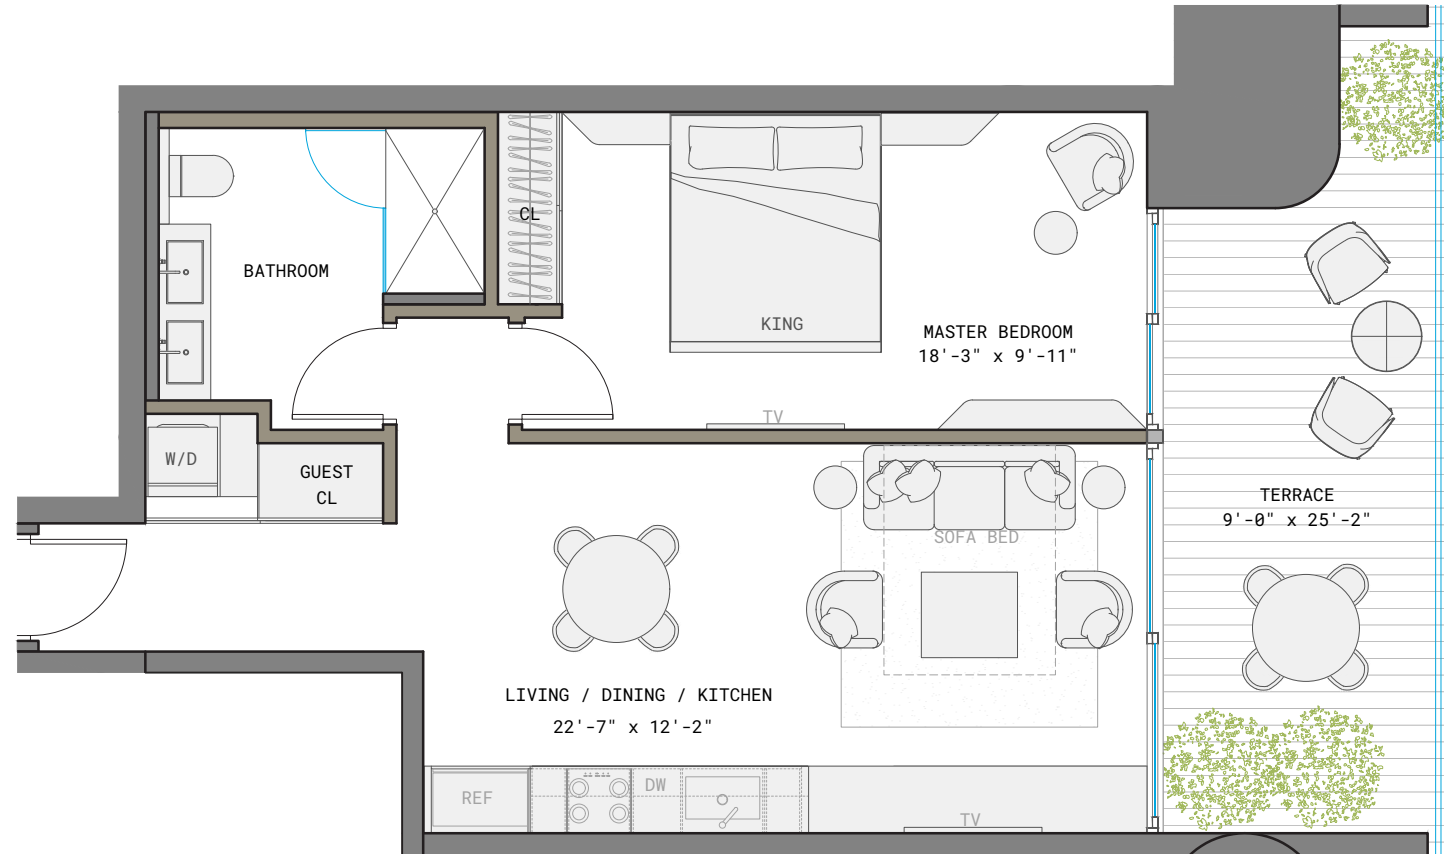 CL
BATHROOM
KING
MASTER BEDROOM
18'-3" x 9'-11"
TV
W/D
GUEST
CL
TERRACE
9'-0" x 25'-2"
SOFA BED
LIVING / DINING / KITCHEN
22'-7" x 12'-2"
REF
DW
TV